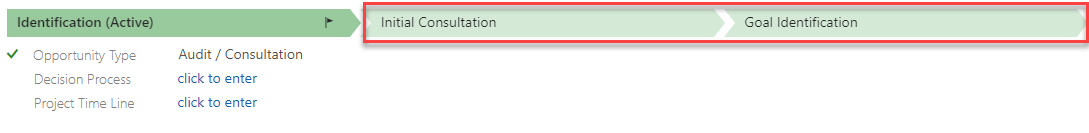 Identification (Active) Initial Consultation Goal Identification
Opportunity Type Audit / Consultation
Decision Process click to enter
Project Time Line click to enter